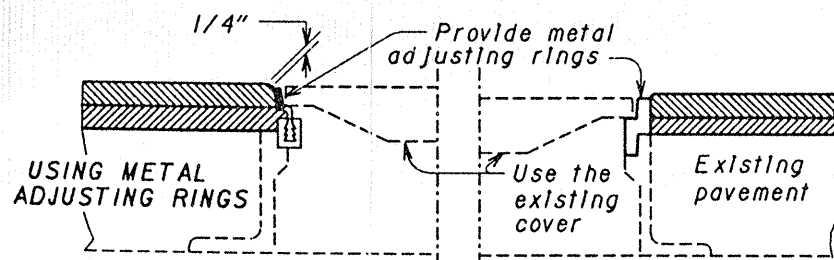 1/4"
Provide metal
adjusting rings
USING METAL
ADJUSTING RINGS
Use the
existing
cover
Existing
pavement